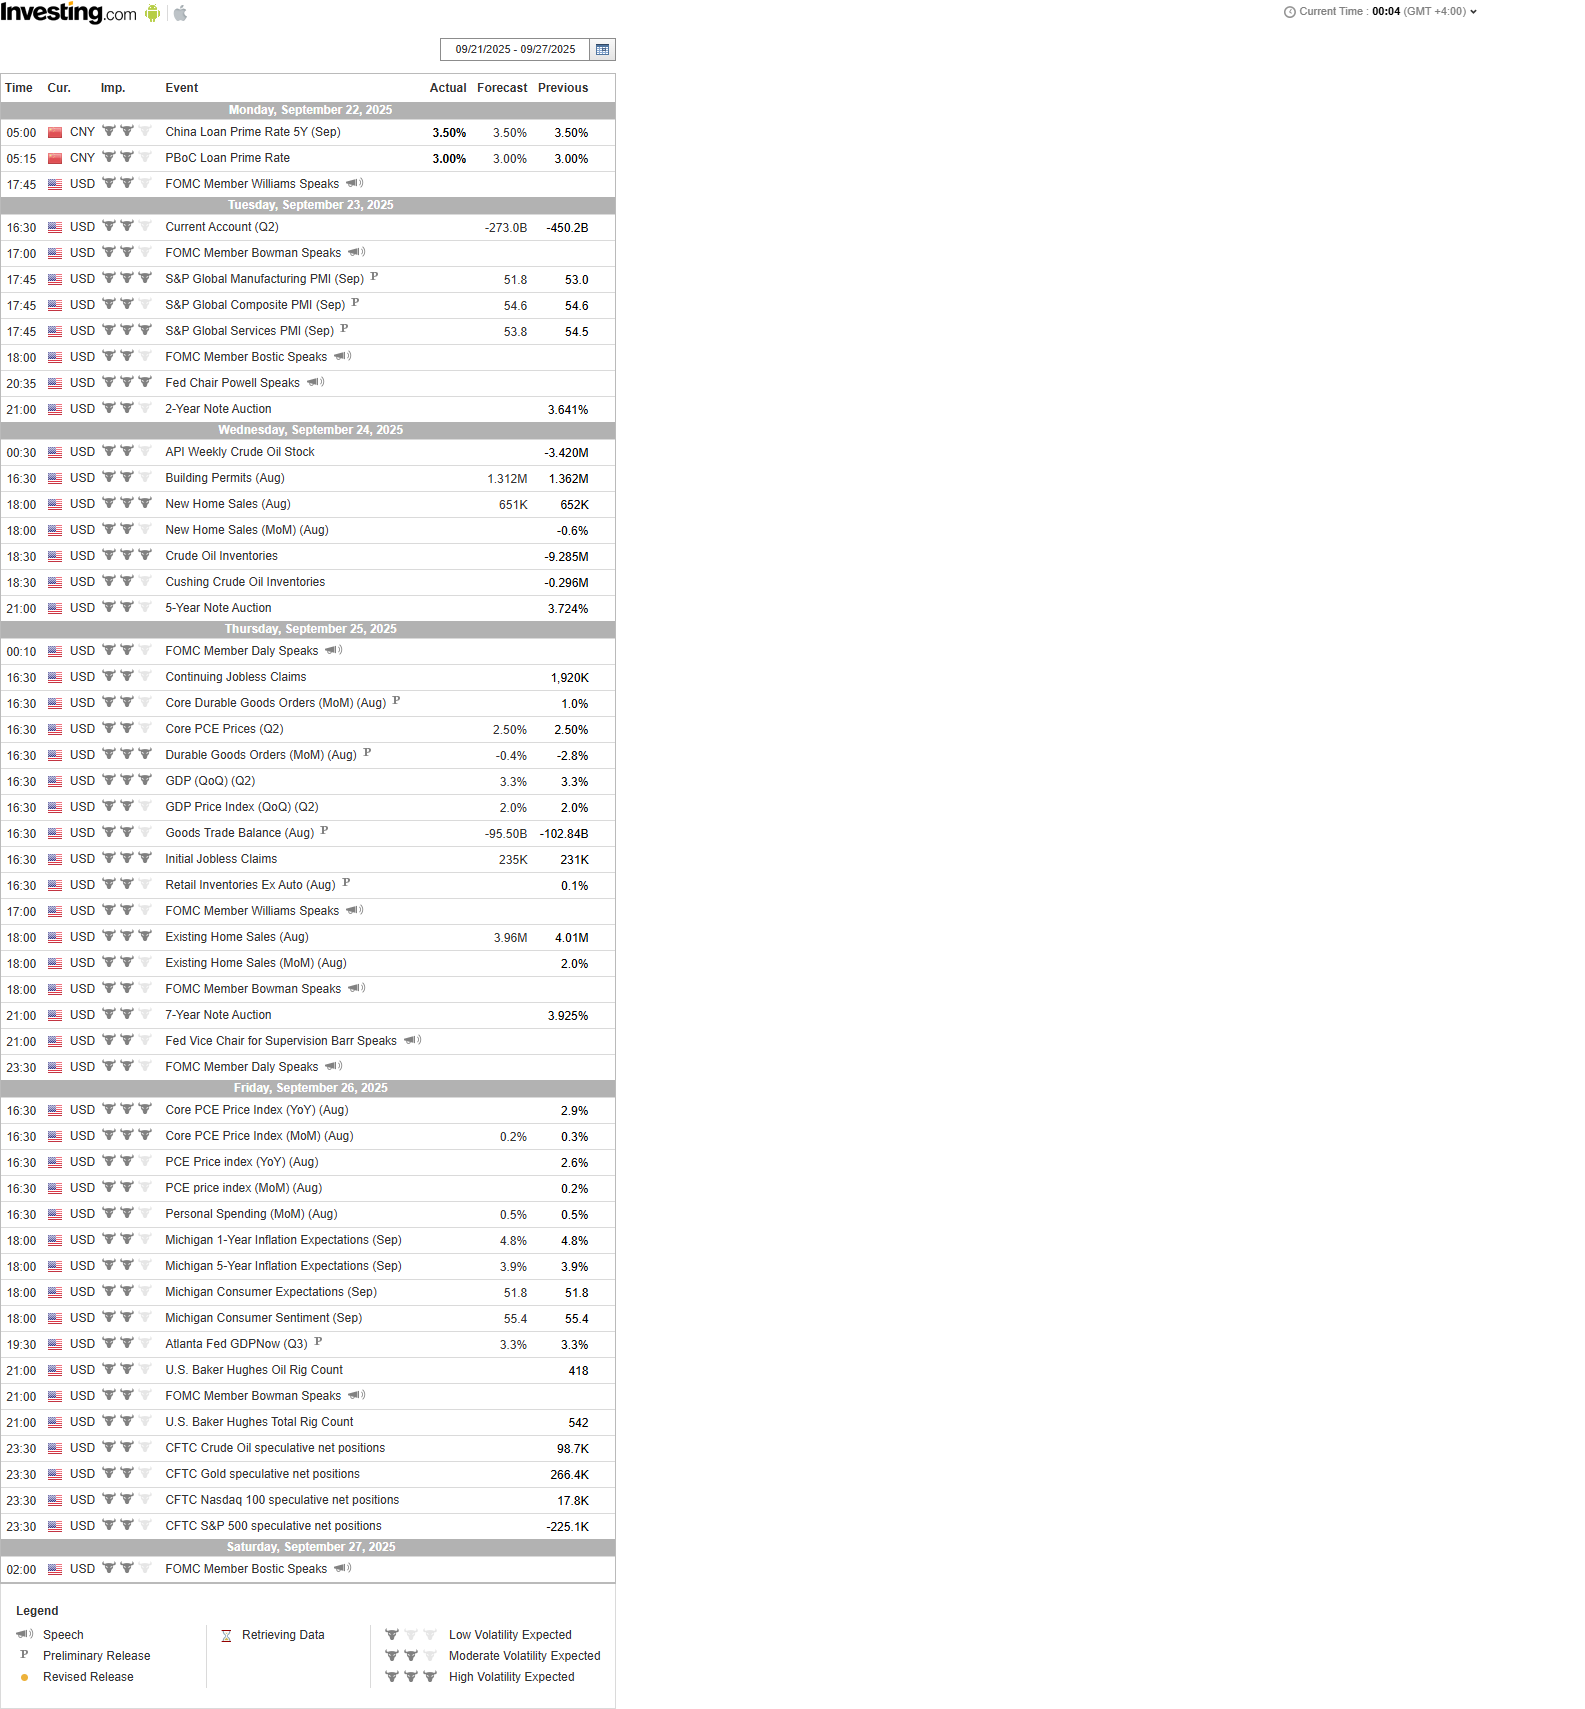 Investing.com
Current Time : 00:04 (GMT +4:00)
09/21/2025 - 09/27/2025
Time Cur. Imp. Event Actual Forecast Previous
Monday, September 22, 2025
05:00 CNY China Loan Prime Rate 5Y (Sep) 3.50% 3.50% 3.50%
05:15 CNY PBoC Loan Prime Rate 3.00% 3.00% 3.00%
17:45 USD FOMC Member Williams Speaks
Tuesday, September 23, 2025
16:30 USD Current Account (Q2) -273.0B -450.2B
17:00 USD FOMC Member Bowman Speaks
17:45 USD S&P Global Manufacturing PMI (Sep) P 51.8 53.0
17:45 USD S&P Global Composite PMI (Sep) P 54.6 54.6
17:45 USD S&P Global Services PMI (Sep) P 53.8 54.5
18:00 USD FOMC Member Bostic Speaks
20:35 USD Fed Chair Powell Speaks
21:00 USD 2-Year Note Auction 3.641%
Wednesday, September 24, 2025
00:30 USD API Weekly Crude Oil Stock -3.420M
16:30 USD Building Permits (Aug) 1.312M 1.362M
18:00 USD New Home Sales (Aug) 651K 652K
18:00 USD New Home Sales (MoM) (Aug) -0.6%
18:30 USD Crude Oil Inventories -9.285M
18:30 USD Cushing Crude Oil Inventories -0.296M
21:00 USD 5-Year Note Auction 3.724%
Thursday, September 25, 2025
00:10 USD FOMC Member Daly Speaks
16:30 USD Continuing Jobless Claims 1,920K
16:30 USD Core Durable Goods Orders (MoM) (Aug) P 1.0%
16:30 USD Core PCE Prices (Q2) 2.50% 2.50%
16:30 USD Durable Goods Orders (MoM) (Aug) P -0.4% -2.8%
16:30 USD GDP (QoQ) (Q2) 3.3% 3.3%
16:30 USD GDP Price Index (QoQ) (Q2) 2.0% 2.0%
16:30 USD Goods Trade Balance (Aug) P -95.50B -102.84B
16:30 USD Initial Jobless Claims 235K 231K
16:30 USD Retail Inventories Ex Auto (Aug) P 0.1%
17:00 USD FOMC Member Williams Speaks
18:00 USD Existing Home Sales (Aug) 3.96M 4.01M
18:00 USD Existing Home Sales (MoM) (Aug) 2.0%
18:00 USD FOMC Member Bowman Speaks
21:00 USD 7-Year Note Auction 3.925%
21:00 USD Fed Vice Chair for Supervision Barr Speaks
23:30 USD FOMC Member Daly Speaks
Friday, September 26, 2025
16:30 USD Core PCE Price Index (YoY) (Aug) 2.9%
16:30 USD Core PCE Price Index (MoM) (Aug) 0.2% 0.3%
16:30 USD PCE Price index (YoY) (Aug) 2.6%
16:30 USD PCE price index (MoM) (Aug) 0.2%
16:30 USD Personal Spending (MoM) (Aug) 0.5% 0.5%
18:00 USD Michigan 1-Year Inflation Expectations (Sep) 4.8% 4.8%
18:00 USD Michigan 5-Year Inflation Expectations (Sep) 3.9% 3.9%
18:00 USD Michigan Consumer Expectations (Sep) 51.8 51.8
18:00 USD Michigan Consumer Sentiment (Sep) 55.4 55.4
19:30 USD Atlanta Fed GDPNow (Q3) P 3.3% 3.3%
21:00 USD U.S. Baker Hughes Oil Rig Count 418
21:00 USD FOMC Member Bowman Speaks
21:00 USD U.S. Baker Hughes Total Rig Count 542
23:30 USD CFTC Crude Oil speculative net positions 98.7K
23:30 USD CFTC Gold speculative net positions 266.4K
23:30 USD CFTC Nasdaq 100 speculative net positions 17.8K
23:30 USD CFTC S&P 500 speculative net positions -225.1K
Saturday, September 27, 2025
02:00 USD FOMC Member Bostic Speaks
Legend
Speech Retrieving Data Low Volatility Expected
P Preliminary Release Moderate Volatility Expected
Revised Release High Volatility Expected